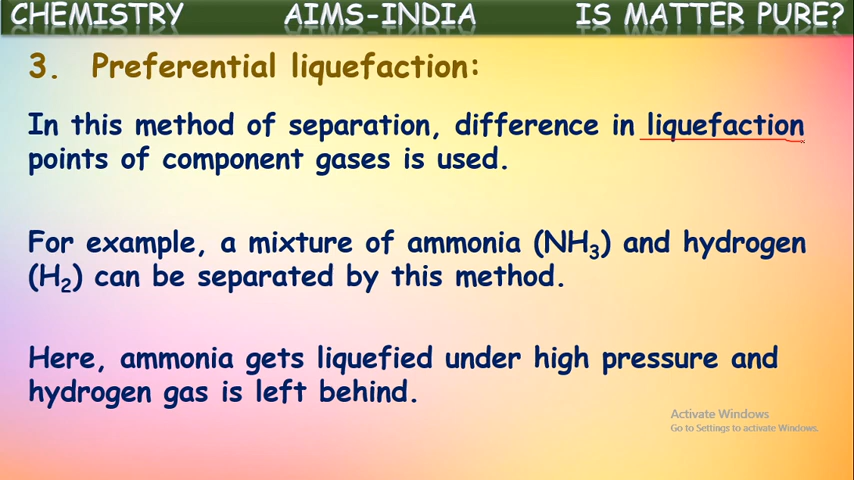 CHEMISTRY AIMS-INDIA IS MATTER PURE?
3. Preferential liquefaction:
In this method of separation, difference in liquefaction
points of component gases is used.
For example, a mixture of ammonia (NH₃) and hydrogen
(H₂) can be separated by this method.
Here, ammonia gets liquefied under high pressure and
hydrogen gas is left behind.
Activate Windows
Go to Settings to activate Windows.